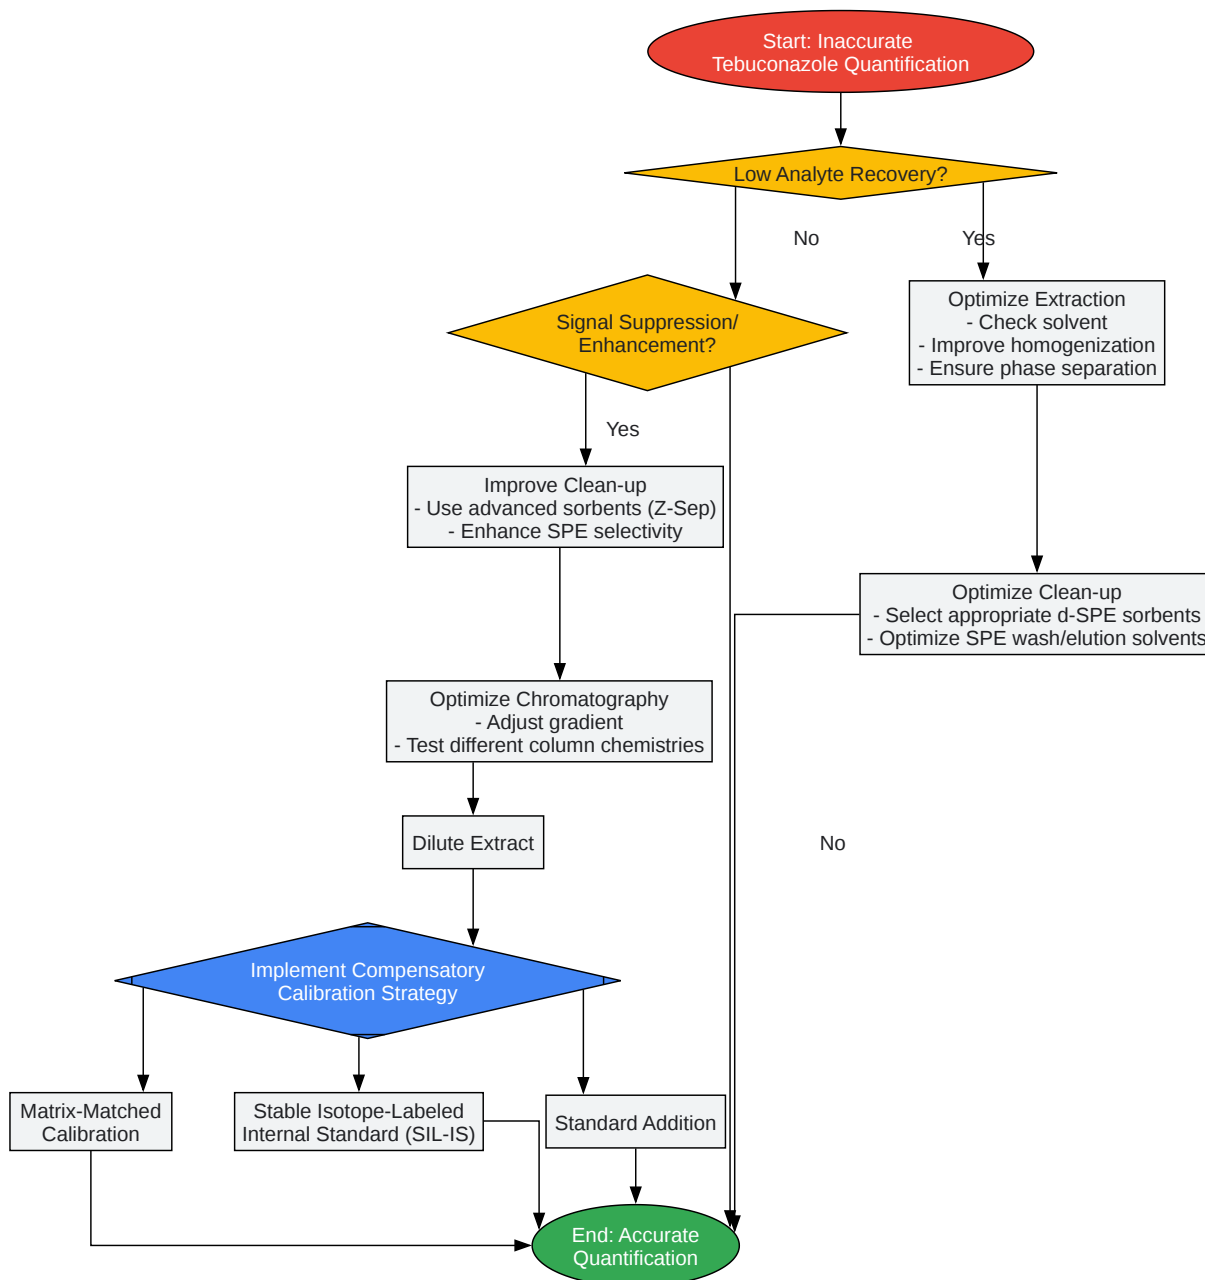 Start: Inaccurate
Tebuconazole Quantification
Low Analyte Recovery?
No
Yes
Signal Suppression/
Enhancement?
Optimize Extraction
- Check solvent
- Improve homogenization
- Ensure phase separation
Yes
Improve Clean-up
- Use advanced sorbents (Z-Sep)
- Enhance SPE selectivity
Optimize Clean-up
- Select appropriate d-SPE sorbents
- Optimize SPE wash/elution solvents
Optimize Chromatography
- Adjust gradient
- Test different column chemistries
Dilute Extract
No
Implement Compensatory
Calibration Strategy
Matrix-Matched
Calibration
Stable Isotope-Labeled
Internal Standard (SIL-IS)
Standard Addition
End: Accurate
Quantification